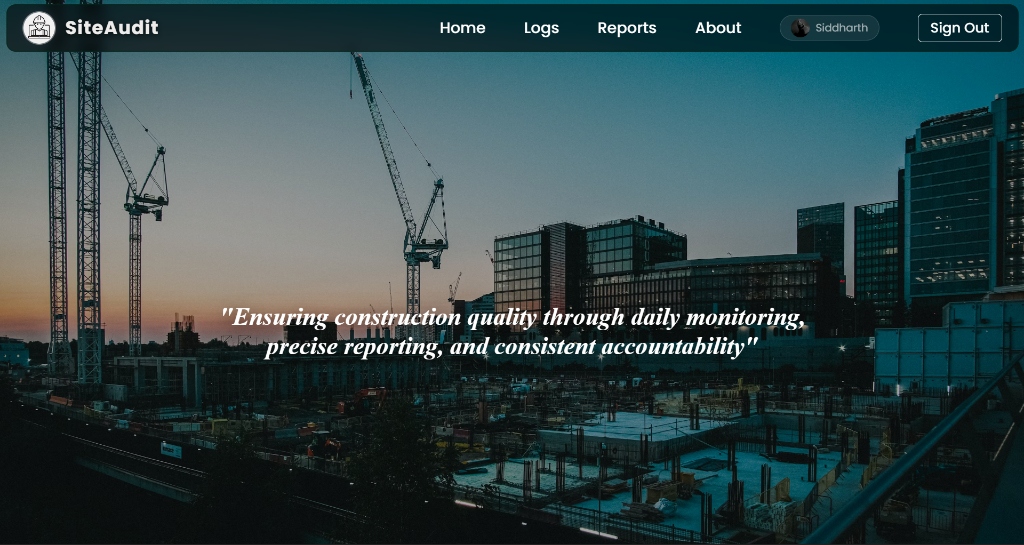 SiteAudit
Home
Logs
Reports
About
Siddharth
Sign Out
"Ensuring construction quality through daily monitoring,
precise reporting, and consistent accountability"